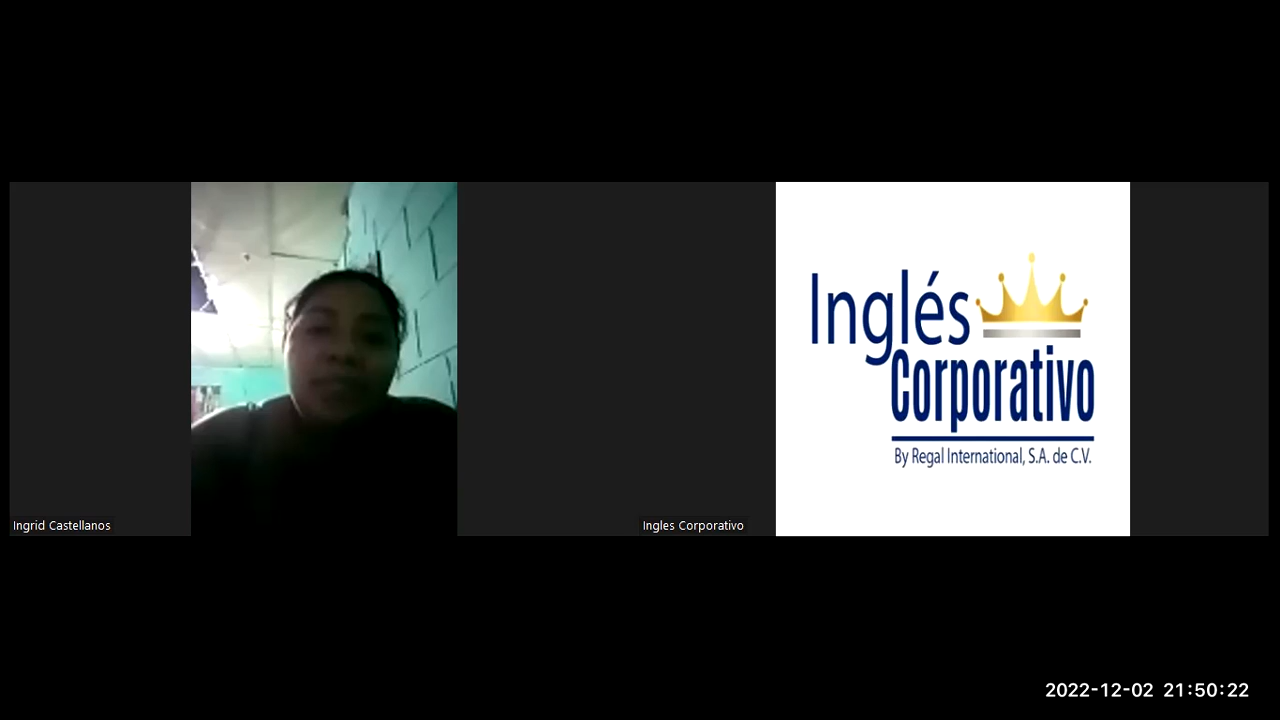 Inglés
Corporativo
By Regal International, S.A. de C.V.
Ingrid Castellanos
Ingles Corporativo
2022-12-02 21:50:22